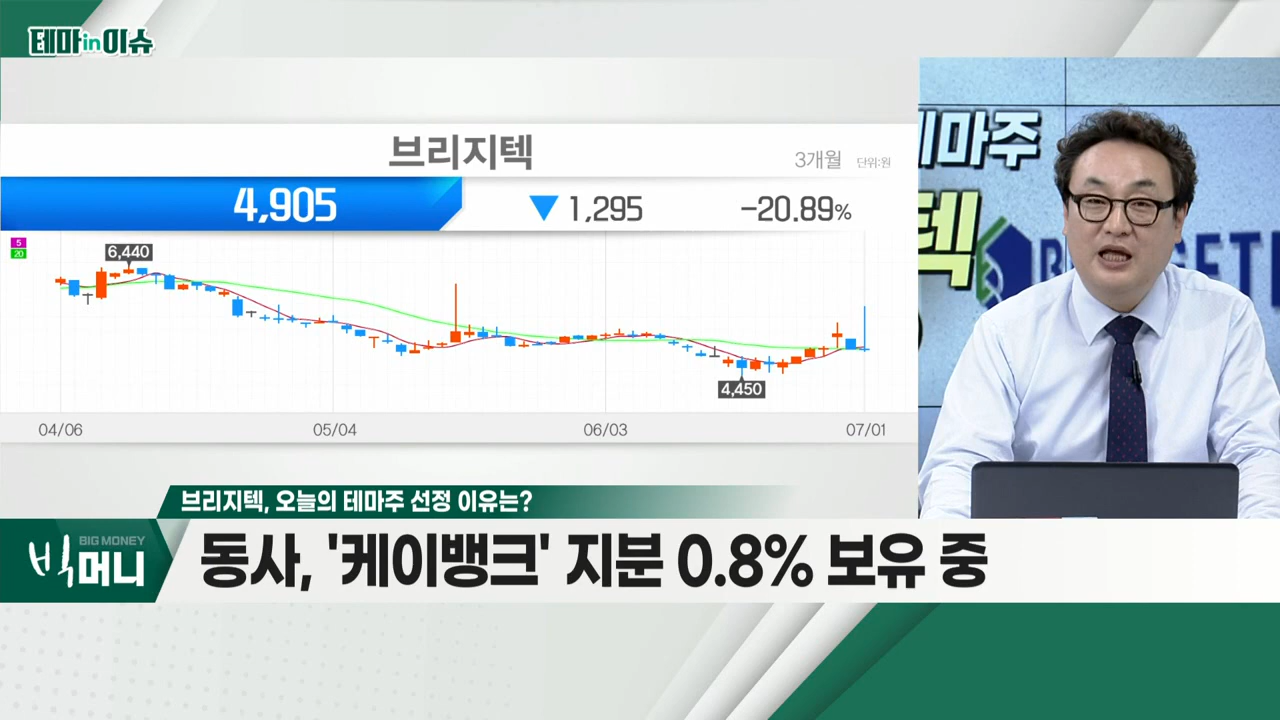 테마in이슈
브리지텍
3개월 단위:원
4,905 ▼ 1,295 -20.89%
5
20
6,440
4,450
04/06 05/04 06/03 07/01
테마주
텍
브리지텍, 오늘의 테마주 선정 이유는?
BIG MONEY
빅머니
동사, '케이뱅크' 지분 0.8% 보유 중